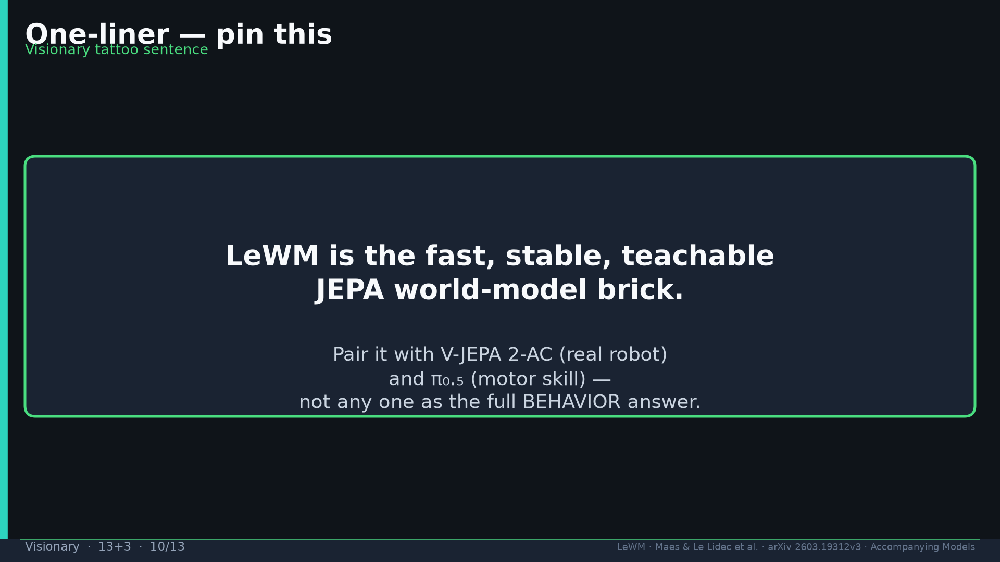 One-liner — pin this
Visionary tattoo sentence
LeWM is the fast, stable, teachable
JEPA world-model brick.
Pair it with V-JEPA 2-AC (real robot)
and π₀.₅ (motor skill) —
not any one as the full BEHAVIOR answer.
Visionary · 13+3 · 10/13
LeWM · Maes & Le Lidec et al. · arXiv 2603.19312v3 · Accompanying Models